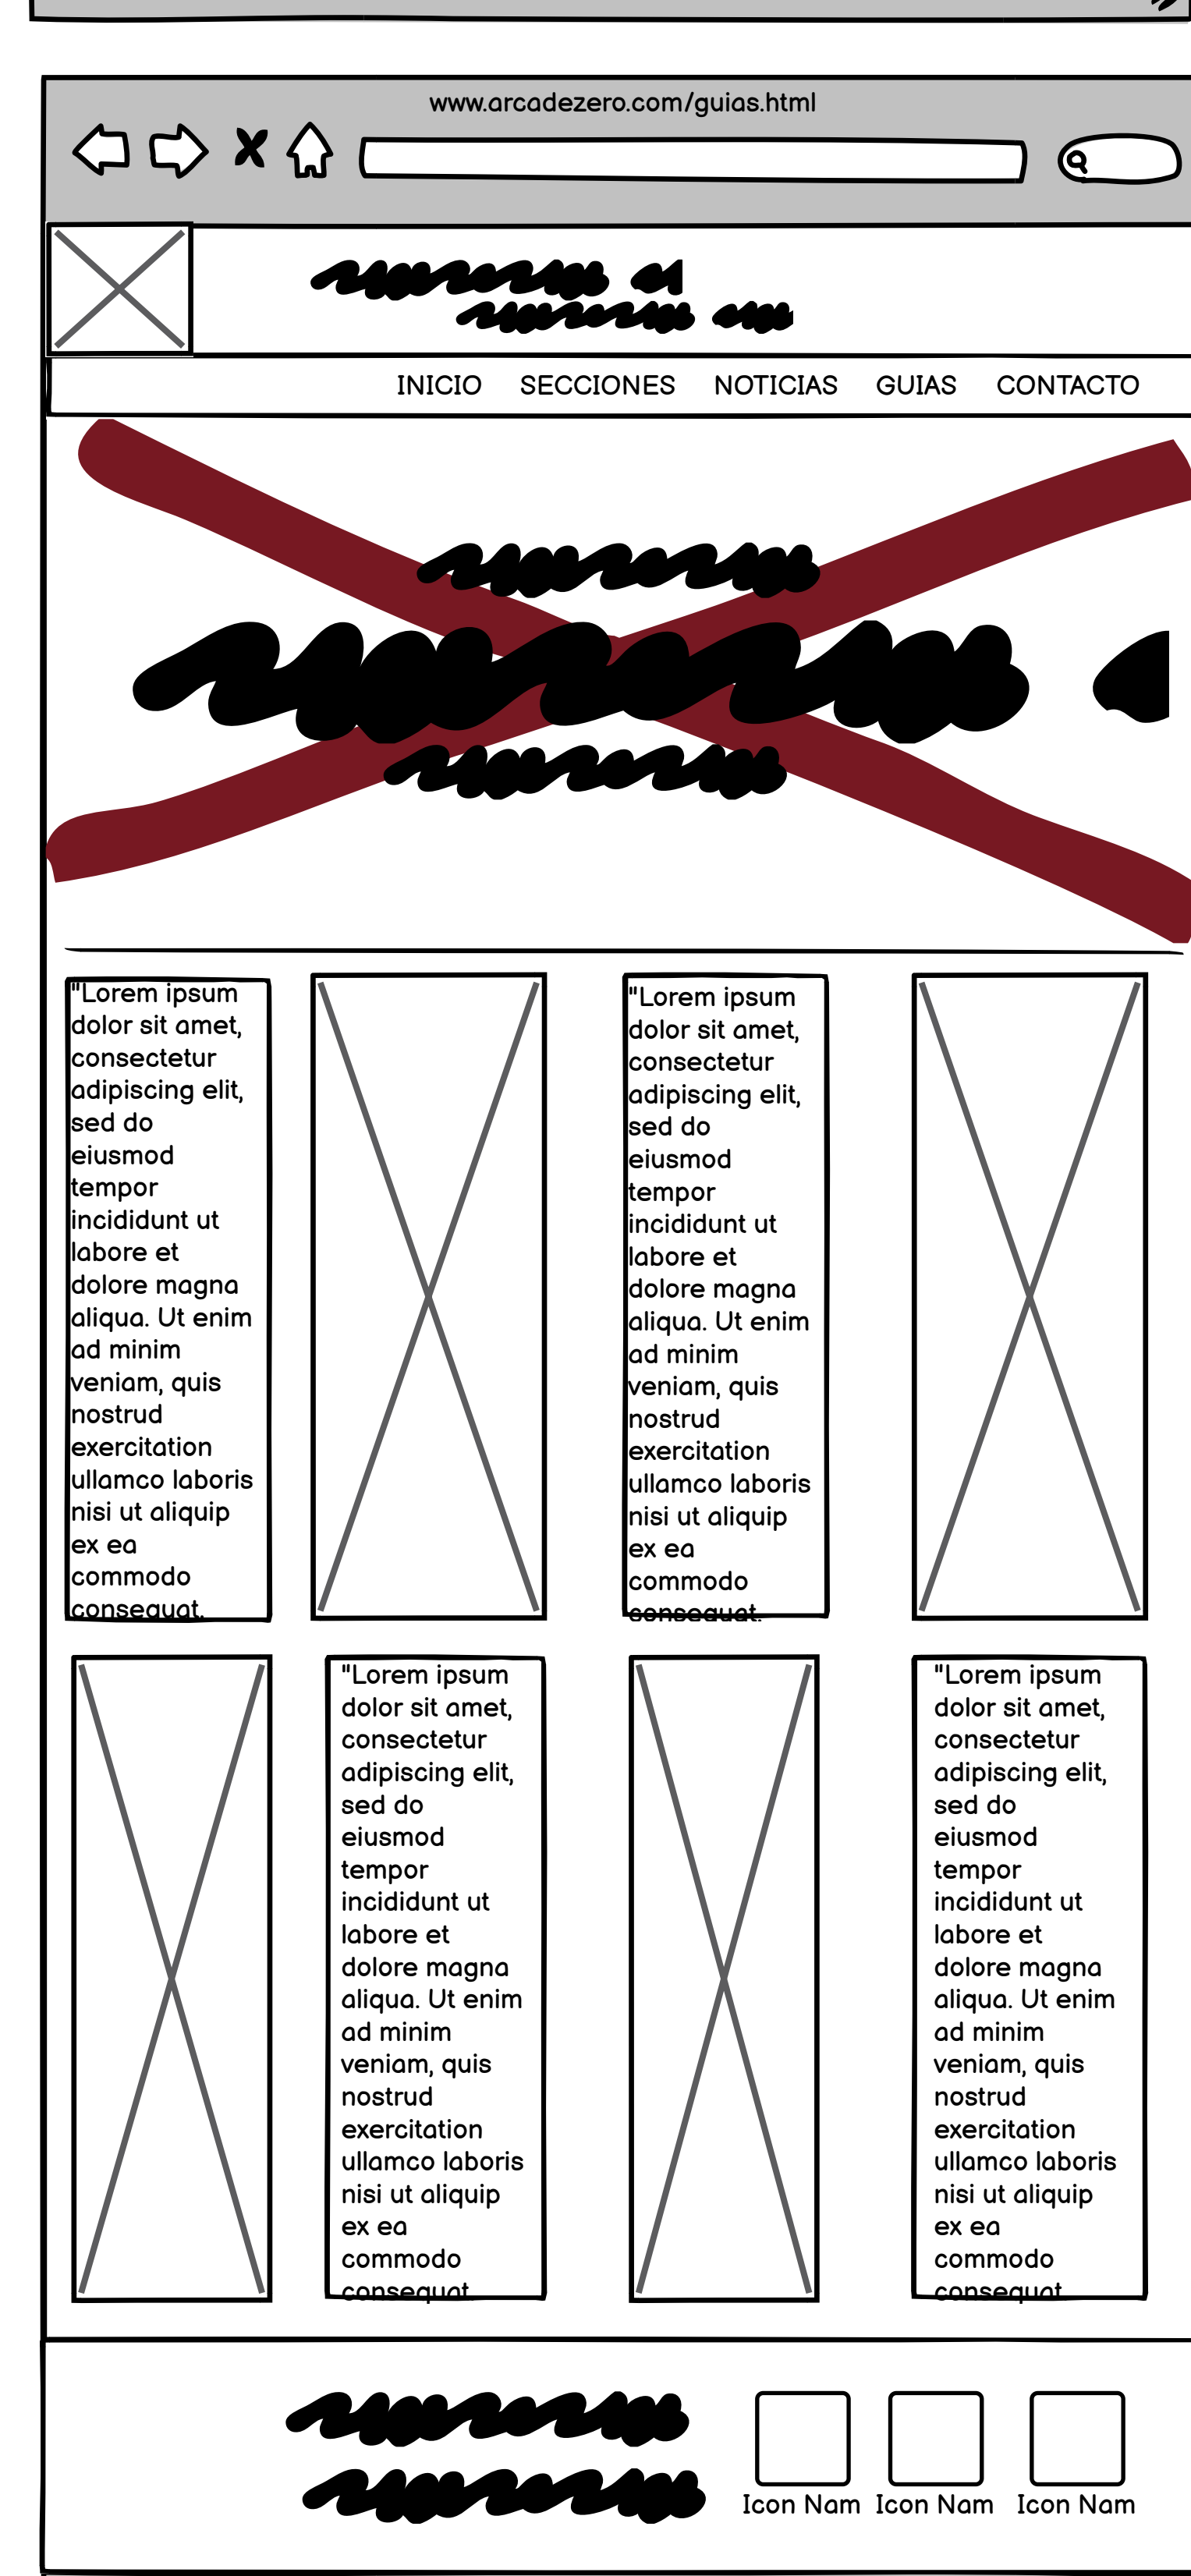 www.arcadezero.com/guias.html
INICIO SECCIONES NOTICIAS GUIAS CONTACTO
"Lorem ipsum
dolor sit amet,
consectetur
adipiscing elit,
sed do
eiusmod
tempor
incididunt ut
labore et
dolore magna
aliqua. Ut enim
ad minim
veniam, quis
nostrud
exercitation
ullamco laboris
nisi ut aliquip
ex ea
commodo
consequat.
"Lorem ipsum
dolor sit amet,
consectetur
adipiscing elit,
sed do
eiusmod
tempor
incididunt ut
labore et
dolore magna
aliqua. Ut enim
ad minim
veniam, quis
nostrud
exercitation
ullamco laboris
nisi ut aliquip
ex ea
commodo
consequat.
"Lorem ipsum
dolor sit amet,
consectetur
adipiscing elit,
sed do
eiusmod
tempor
incididunt ut
labore et
dolore magna
aliqua. Ut enim
ad minim
veniam, quis
nostrud
exercitation
ullamco laboris
nisi ut aliquip
ex ea
commodo
consequat
"Lorem ipsum
dolor sit amet,
consectetur
adipiscing elit,
sed do
eiusmod
tempor
incididunt ut
labore et
dolore magna
aliqua. Ut enim
ad minim
veniam, quis
nostrud
exercitation
ullamco laboris
nisi ut aliquip
ex ea
commodo
consequat
Icon Nam Icon Nam Icon Nam